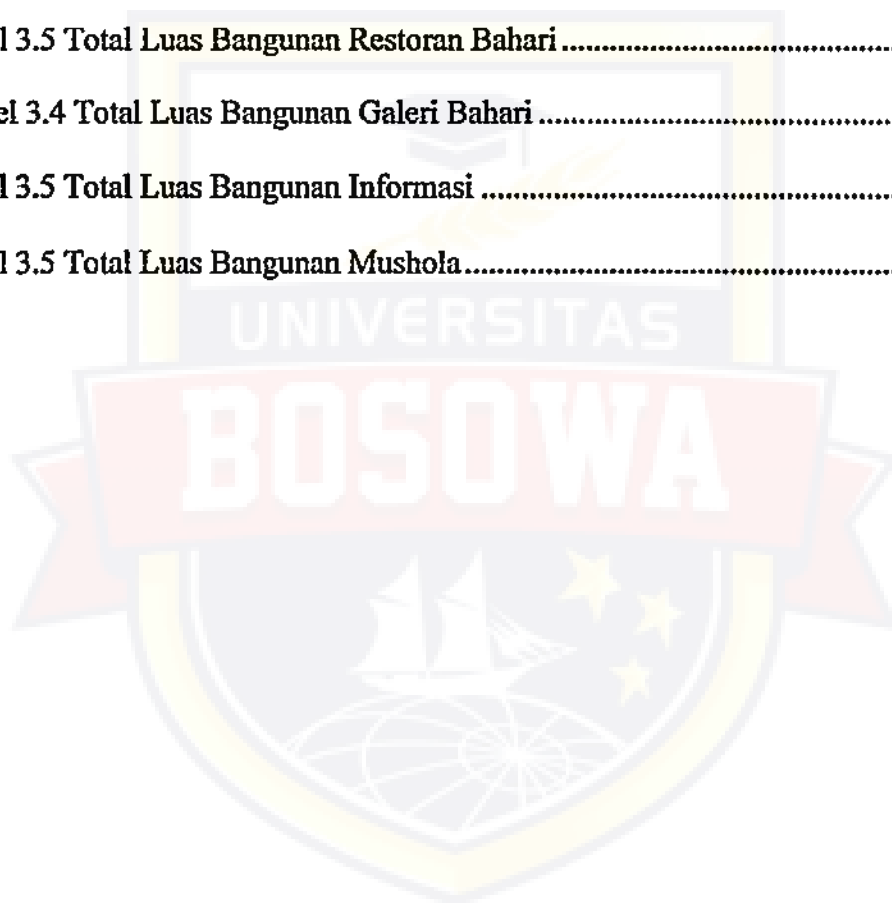 l 3.5 Total Luas Bangunan Restoran Bahari ........................................................
el 3.4 Total Luas Bangunan Galeri Bahari ........................................................
l 3.5 Total Luas Bangunan Informasi ........................................................
l 3.5 Total Luas Bangunan Mushola ........................................................
UNIVERSITAS
BOSOWA